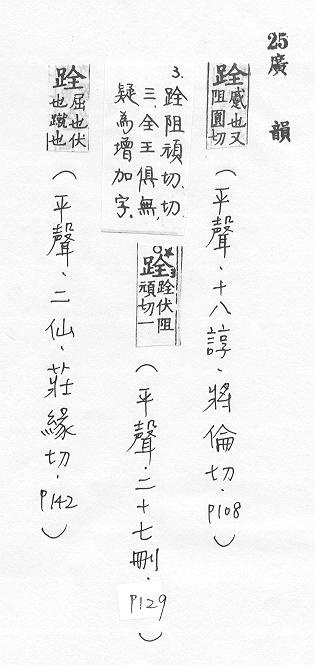 25廣韻
跧 蹙也又阻圓切
(平聲.十八諄.將倫切.P108)
3.跧阻頑切.切
三.全王俱無.
疑為增加字.
跧 跧伏阻頑切一
(平聲.二十七刪.P129)
跧 屈也伏也蹴也
(平聲.二仙.莊緣切.P142)